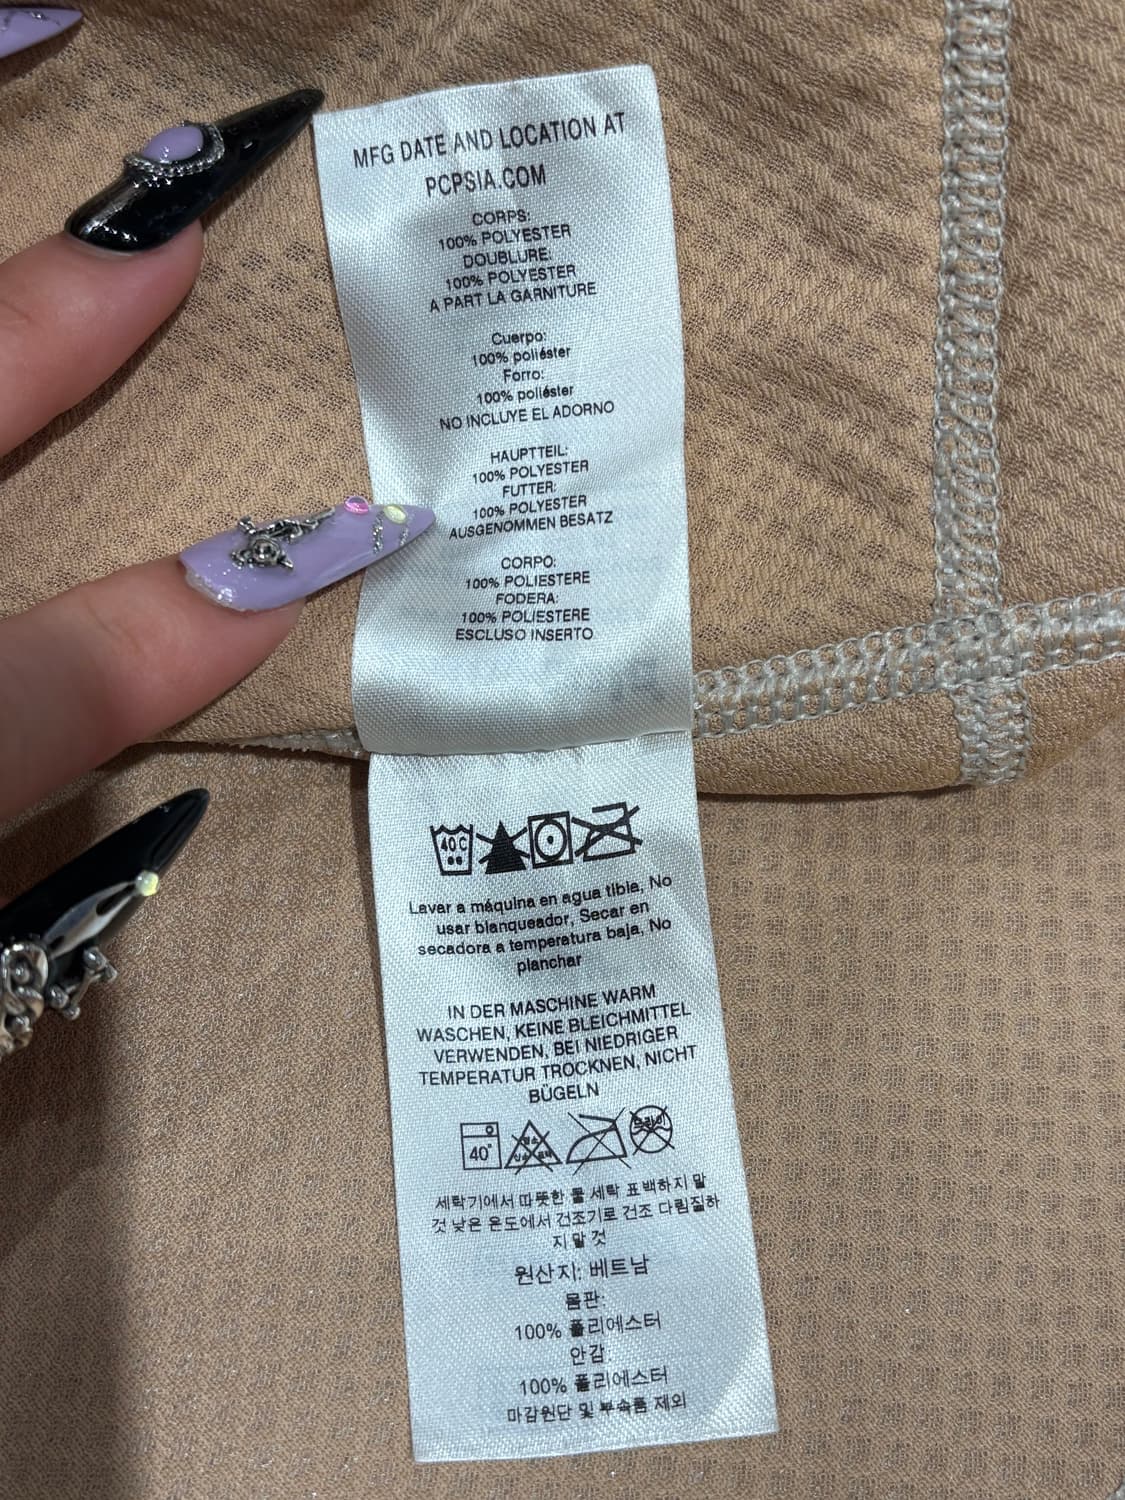 MFG DATE AND LOCATION AT
PCPSIA.COM
CORPS:
100% POLYESTER
DOUBLURE:
100% POLYESTER
A PART LA GARNITURE
Cuerpo:
100% poliéster
Forro:
100% poliéster
NO INCLUYE EL ADORNO
HAUPTTEIL:
100% POLYESTER
FUTTER:
100% POLYESTER
AUSGENOMMEN BESATZ
CORPO:
100% POLIESTERE
FODERA:
100% POLIESTERE
ESCLUSO INSERTO
40 C
Lavar a máquina en agua tibia, No
usar blanqueador, Secar en
secadora a temperatura baja, No
planchar
IN DER MASCHINE WARM
WASCHEN, KEINE BLEICHMITTEL
VERWENDEN, BEI NIEDRIGER
TEMPERATUR TROCKNEN, NICHT
BÜGELN
40°
드라이
세탁기에서 따뜻한 물 세탁 표백하지 말
것 낮은 온도에서 건조기로 건조 다림질하
지 말 것
원산지: 베트남
몸판:
100% 폴리에스터
안감:
100% 폴리에스터
마감원단 및 부속품 제외